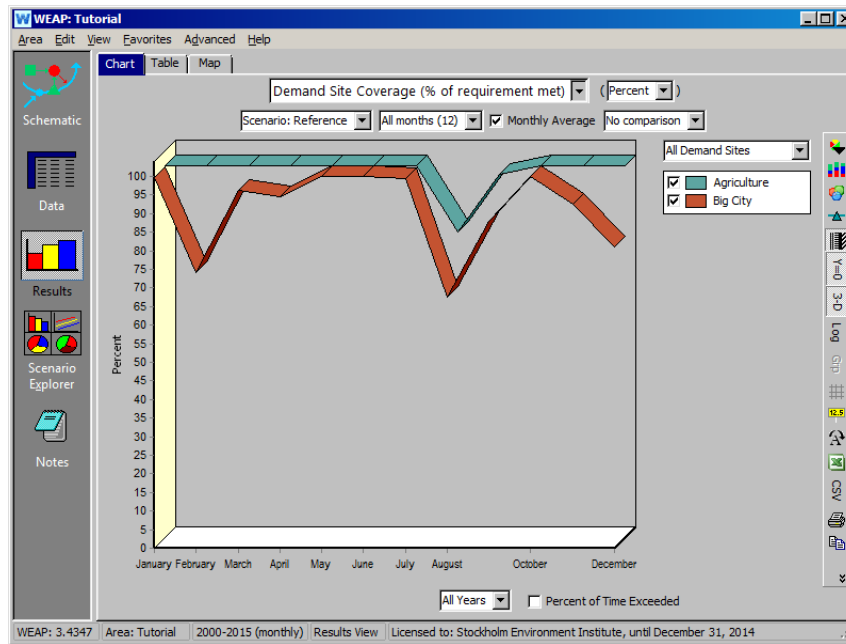 WEAP: Tutorial
Area Edit View Favorites Advanced Help
Chart Table Map
Demand Site Coverage (% of requirement met) (Percent)
Scenario: Reference All months (12) Monthly Average No comparison
All Demand Sites
Agriculture
Big City
Schematic
Data
Results
Scenario
Explorer
Notes
Percent
100
95
90
85
80
75
70
65
60
55
50
45
40
35
30
25
20
15
10
5
0
January February March April May June July August October December
Y=0
3-D
Log
Grp
12.5
CSV
All Years Percent of Time Exceeded
WEAP: 3.4347 Area: Tutorial 2000-2015 (monthly) Results View Licensed to: Stockholm Environment Institute, until December 31, 2014